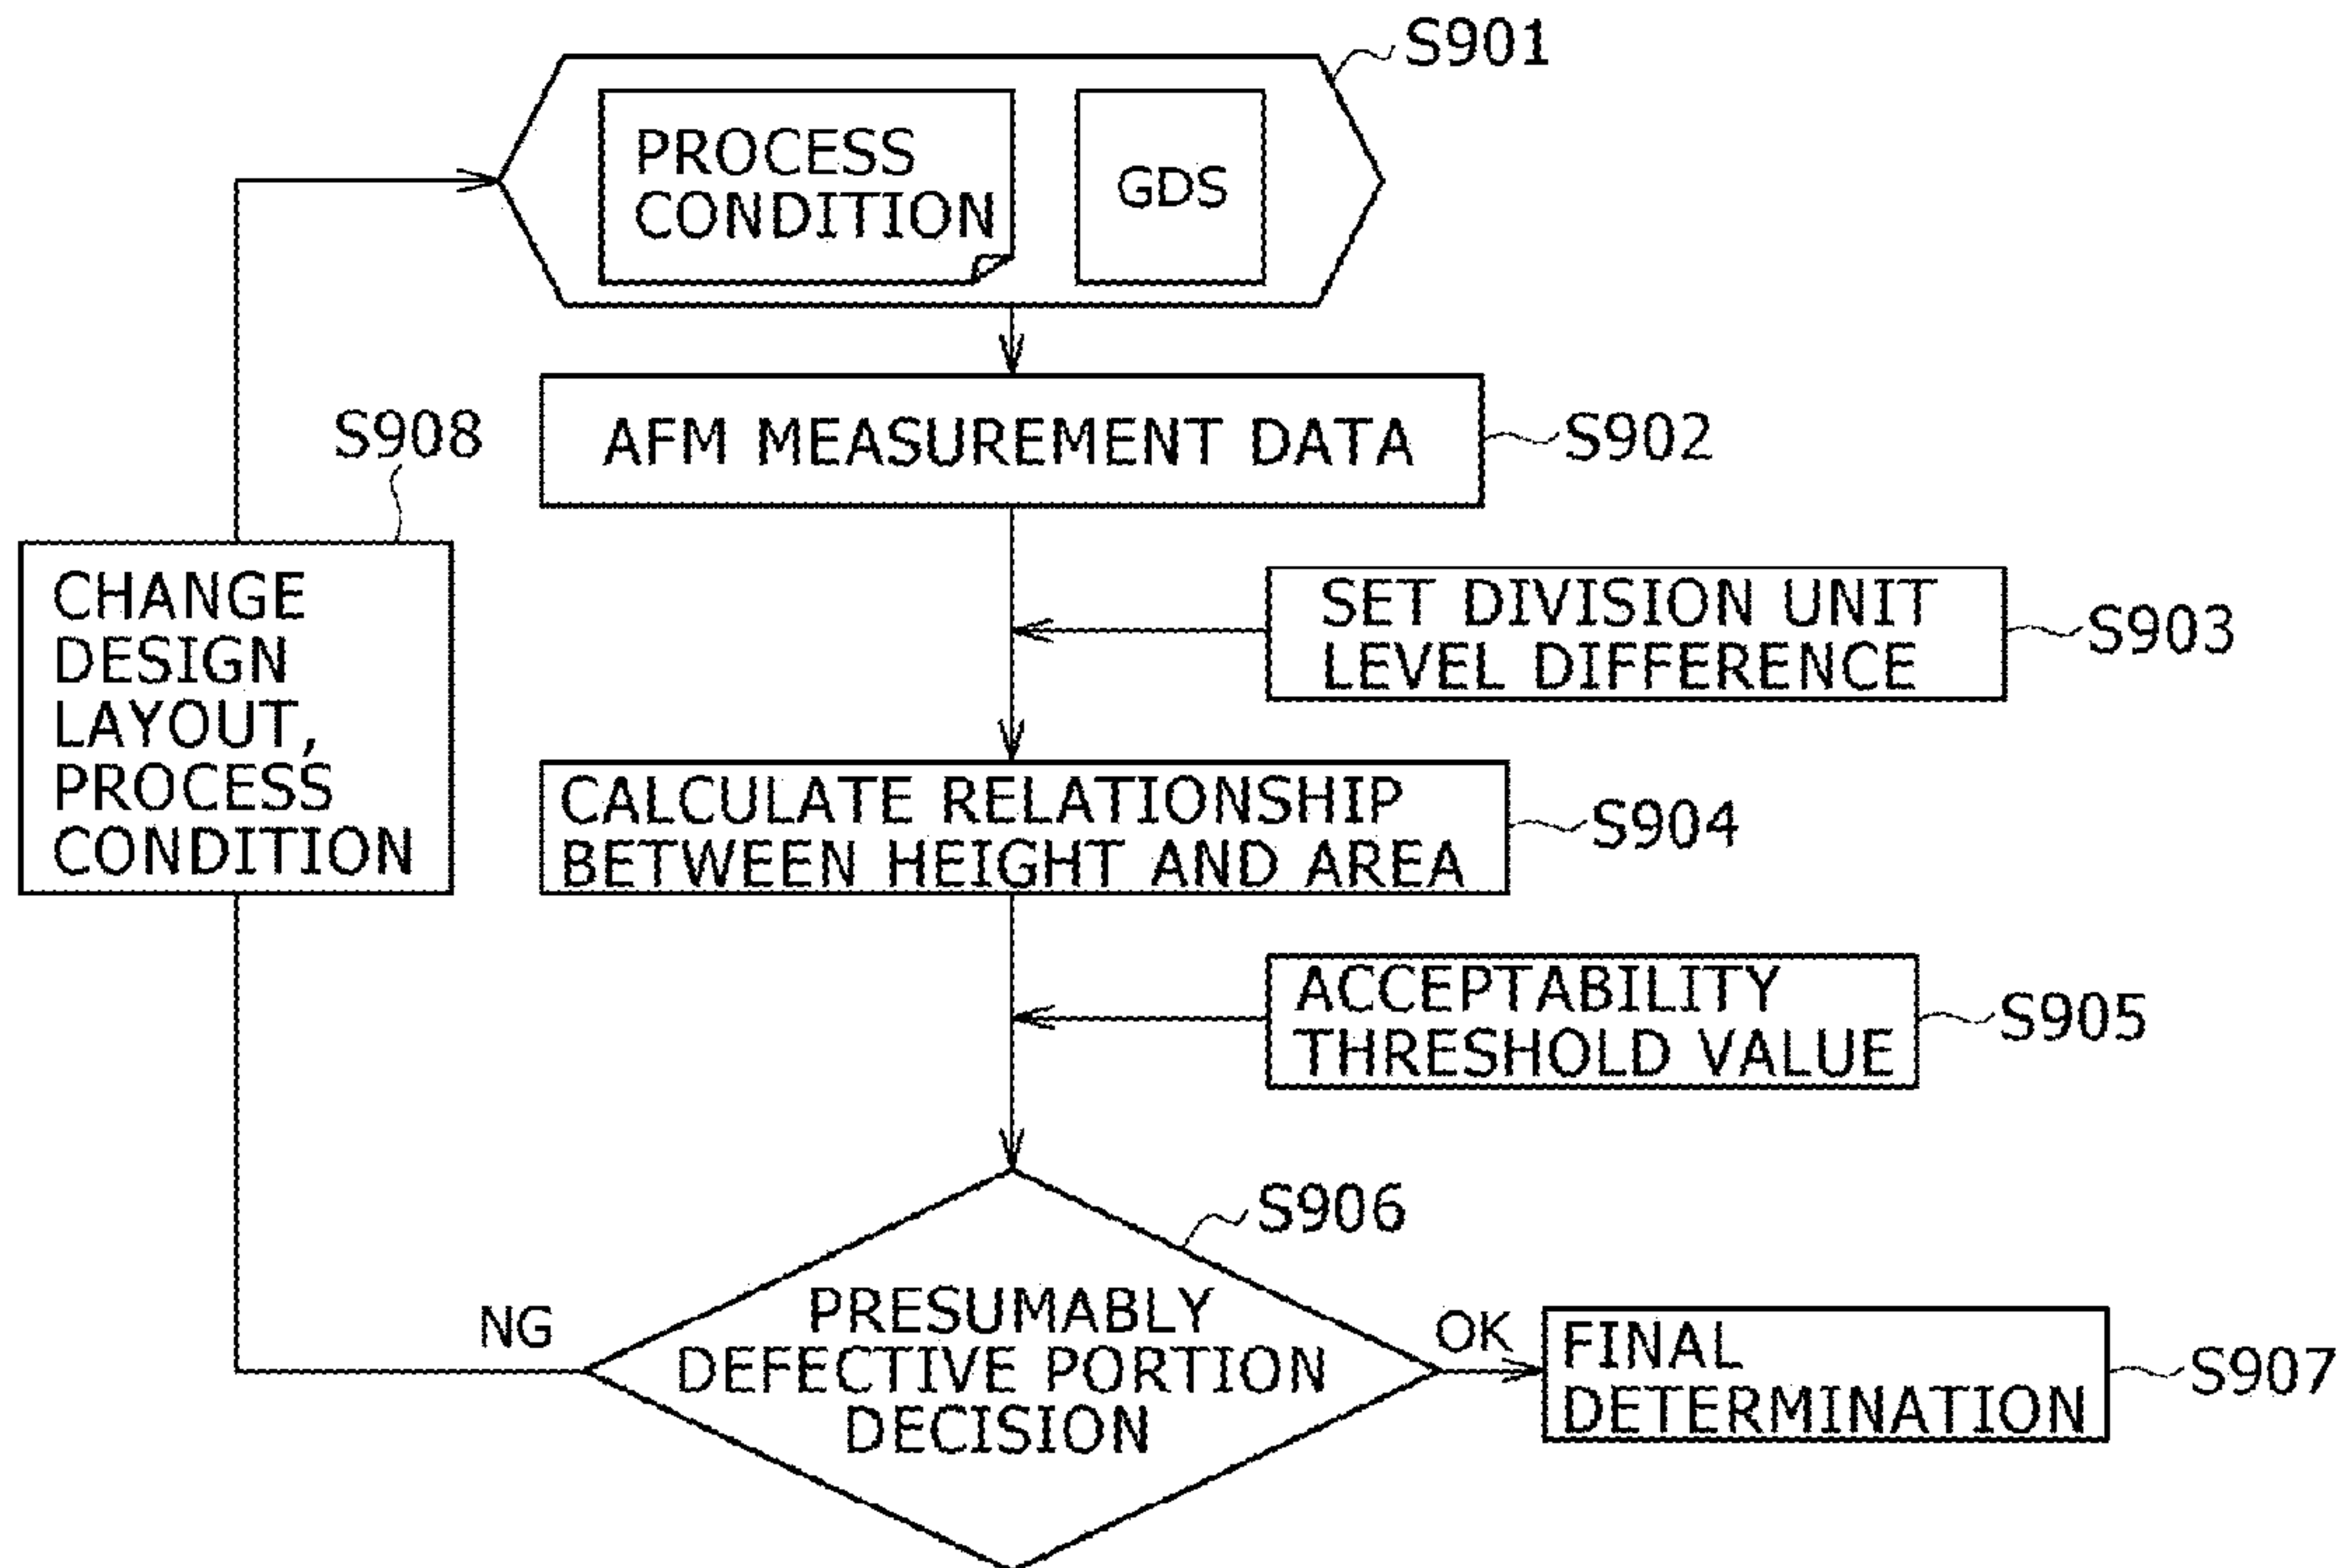 S901
PROCESS
CONDITION
GDS
AFM MEASUREMENT DATA
S902
S908
CHANGE
DESIGN
LAYOUT,
PROCESS
CONDITION
SET DIVISION UNIT
LEVEL DIFFERENCE
S903
CALCULATE RELATIONSHIP
BETWEEN HEIGHT AND AREA
S904
ACCEPTABILITY
THRESHOLD VALUE
S905
S906
PRESUMABLY
DEFECTIVE PORTION
DECISION
NG
OK
FINAL
DETERMINATION
S907